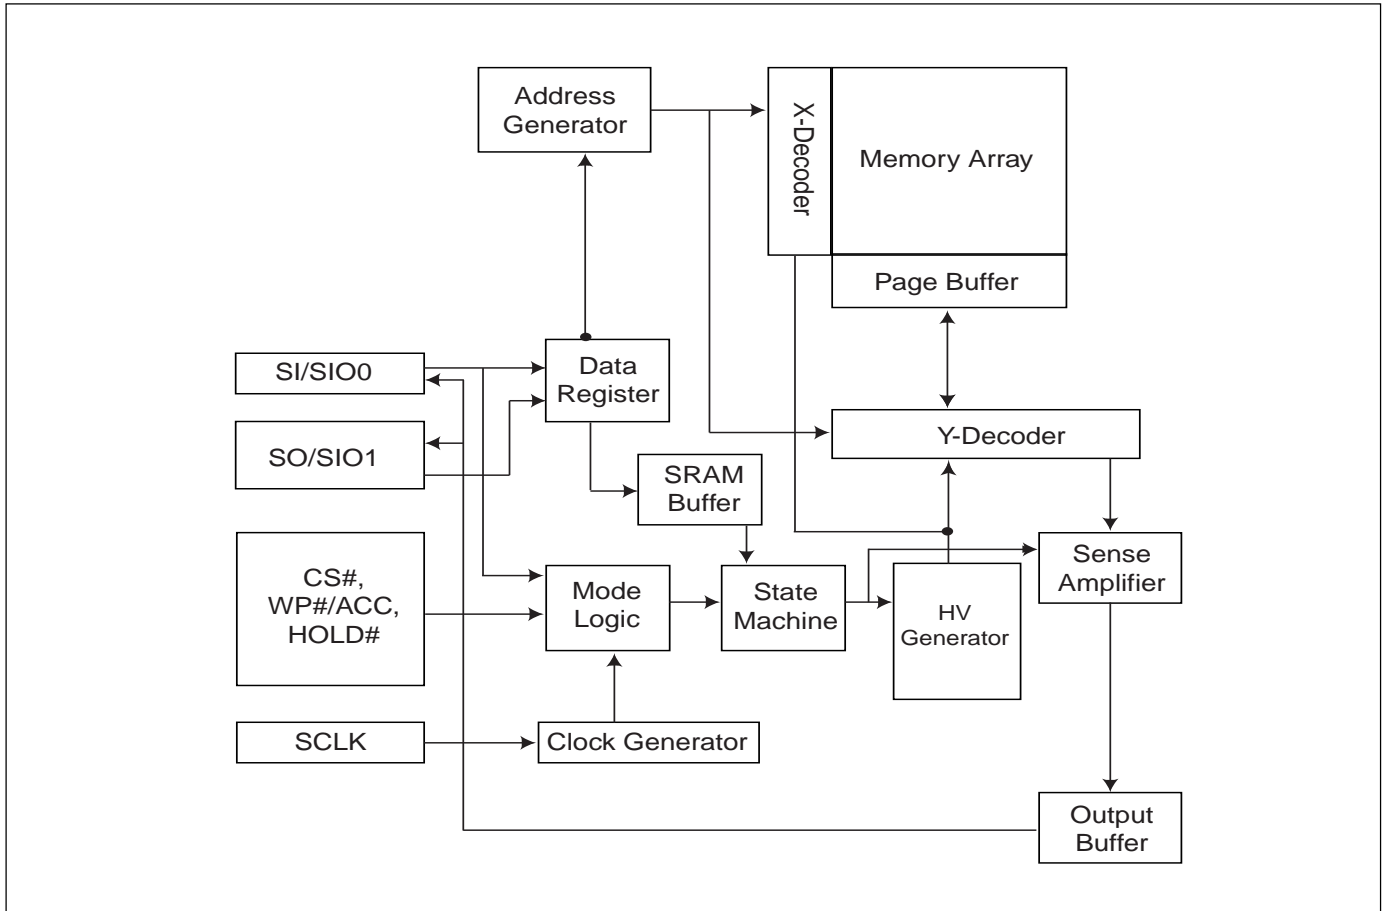 Address
Generator
X-Decoder
Memory Array
Page Buffer
SI/SIO0
Data
Register
SO/SIO1
Y-Decoder
SRAM
Buffer
CS#,
WP#/ACC,
HOLD#
Mode
Logic
State
Machine
HV
Generator
Sense
Amplifier
SCLK
Clock Generator
Output
Buffer